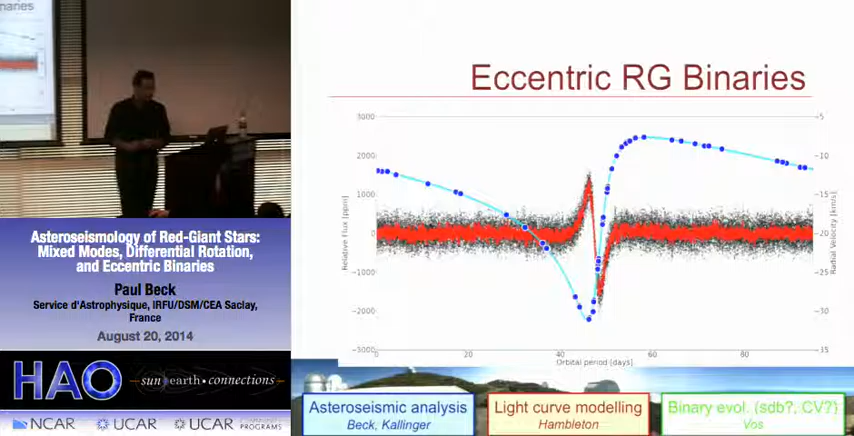 naries
Asteroseismology of Red-Giant Stars:
Mixed Modes, Differential Rotation,
and Eccentric Binaries
Paul Beck
Service d'Astrophysique, IRFU/DSM/CEA Saclay,
France
August 20, 2014
HAO
sun earth • connections
NCAR
UCAR
UCAR
PROGRAMS
Eccentric RG Binaries
3000
2000
1000
0
−1000
−2000
−3000
Relative Flux [ppm]
0
20
40
60
80
Orbital period [days]
−5
−10
−15
−20
−25
−30
−35
Radial Velocity [km/s]
Asteroseismic analysis
Beck, Kallinger
Light curve modelling
Hambleton
Binary evol. (sdb?, CV?)
Vos